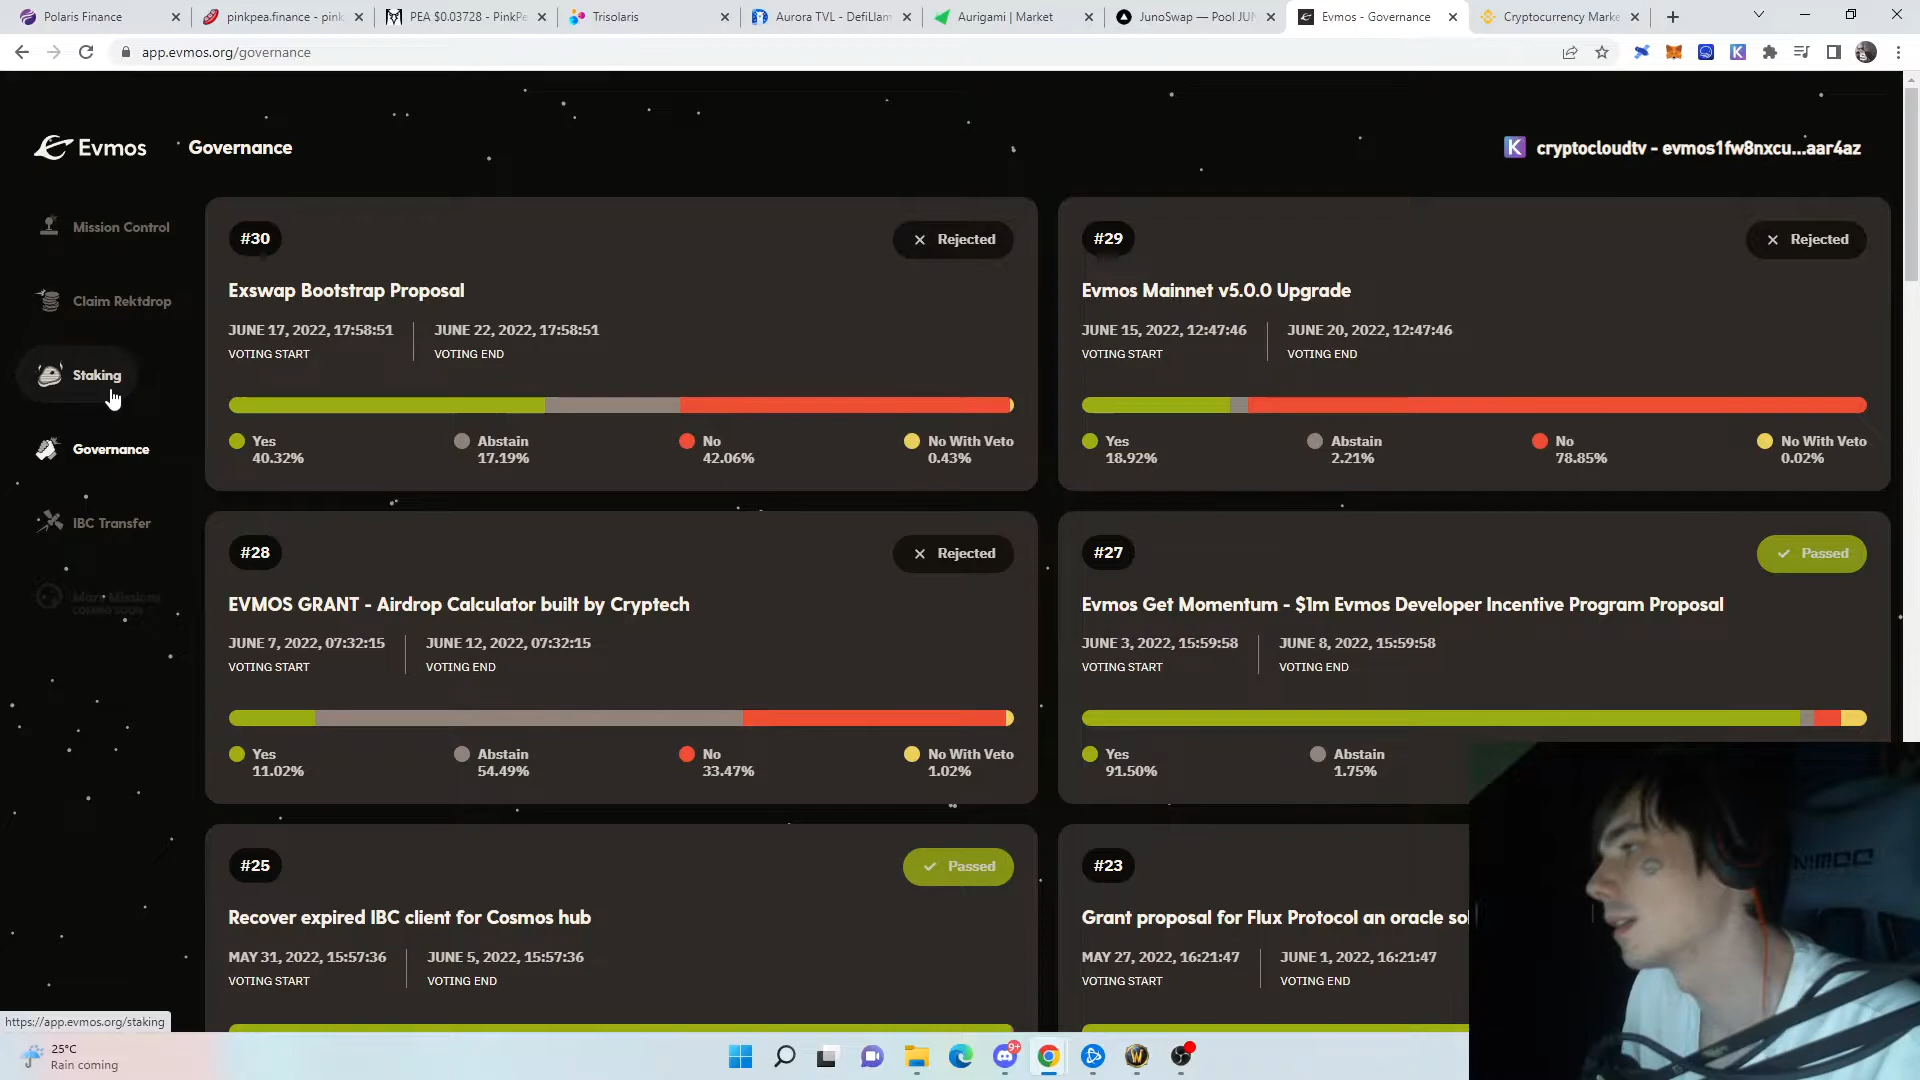 Polaris Finance
pinkpea.finance - pink
PEA $0.03728 - PinkPe
Trisolaris
Aurora TVL - DefiLlam
Aurigami | Market
JunoSwap — Pool JUN
Evmos - Governance
Cryptocurrency Marke
app.evmos.org/governance
Evmos
Governance
K cryptocloudtv - evmos1fw8nxcu...aar4az
Mission Control
Claim Rektdrop
Staking
Governance
IBC Transfer
Mars Missions
COMING SOON
#30
Rejected
Exswap Bootstrap Proposal
JUNE 17, 2022, 17:58:51
VOTING START
JUNE 22, 2022, 17:58:51
VOTING END
Yes
40.32%
Abstain
17.19%
No
42.06%
No With Veto
0.43%
#29
Rejected
Evmos Mainnet v5.0.0 Upgrade
JUNE 15, 2022, 12:47:46
VOTING START
JUNE 20, 2022, 12:47:46
VOTING END
Yes
18.92%
Abstain
2.21%
No
78.85%
No With Veto
0.02%
#28
Rejected
EVMOS GRANT - Airdrop Calculator built by Cryptech
JUNE 7, 2022, 07:32:15
VOTING START
JUNE 12, 2022, 07:32:15
VOTING END
Yes
11.02%
Abstain
54.49%
No
33.47%
No With Veto
1.02%
#27
Passed
Evmos Get Momentum - $1m Evmos Developer Incentive Program Proposal
JUNE 3, 2022, 15:59:58
VOTING START
JUNE 8, 2022, 15:59:58
VOTING END
Yes
91.50%
Abstain
1.75%
#25
Passed
Recover expired IBC client for Cosmos hub
MAY 31, 2022, 15:57:36
VOTING START
JUNE 5, 2022, 15:57:36
VOTING END
#23
Grant proposal for Flux Protocol an oracle sol
MAY 27, 2022, 16:21:47
VOTING START
JUNE 1, 2022, 16:21:47
VOTING END
https://app.evmos.org/staking
25°C
Rain coming
9+